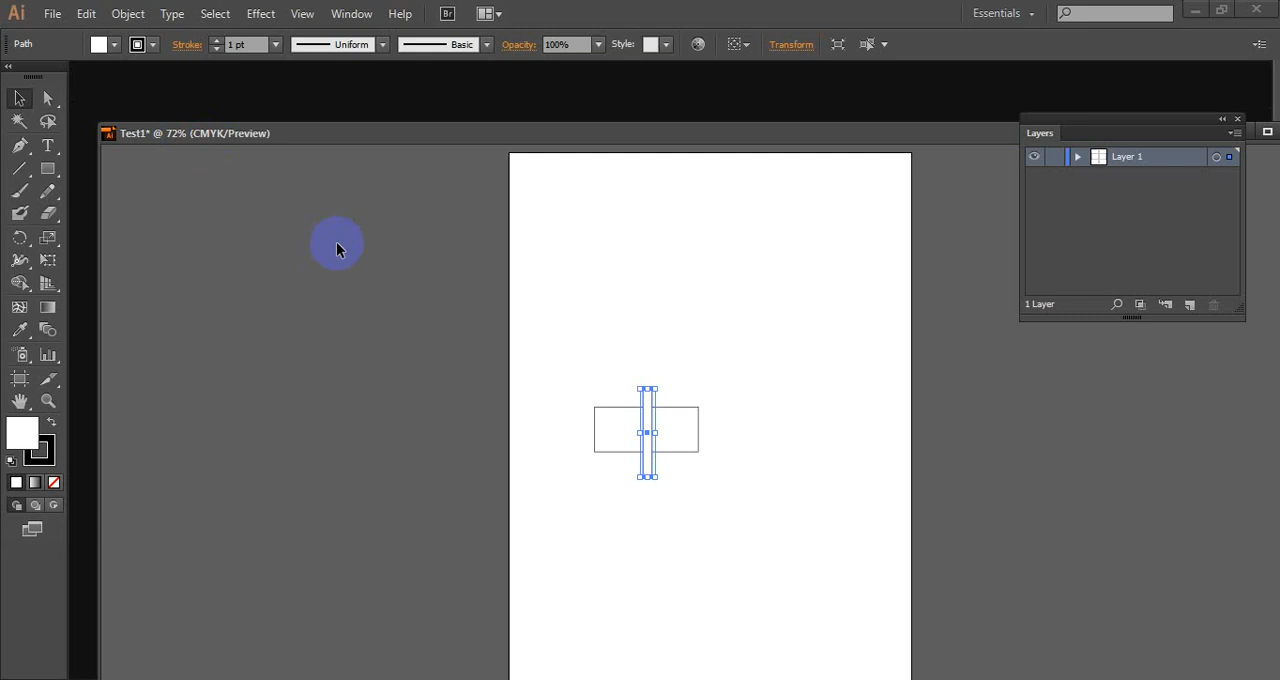 Ai File Edit Object Type Select Effect View Window Help Br Essentials
Path Stroke: 1 pt Uniform Basic Opacity: 100% Style: Transform
Test1* @ 72% (CMYK/Preview)
Layers
Layer 1
1 Layer